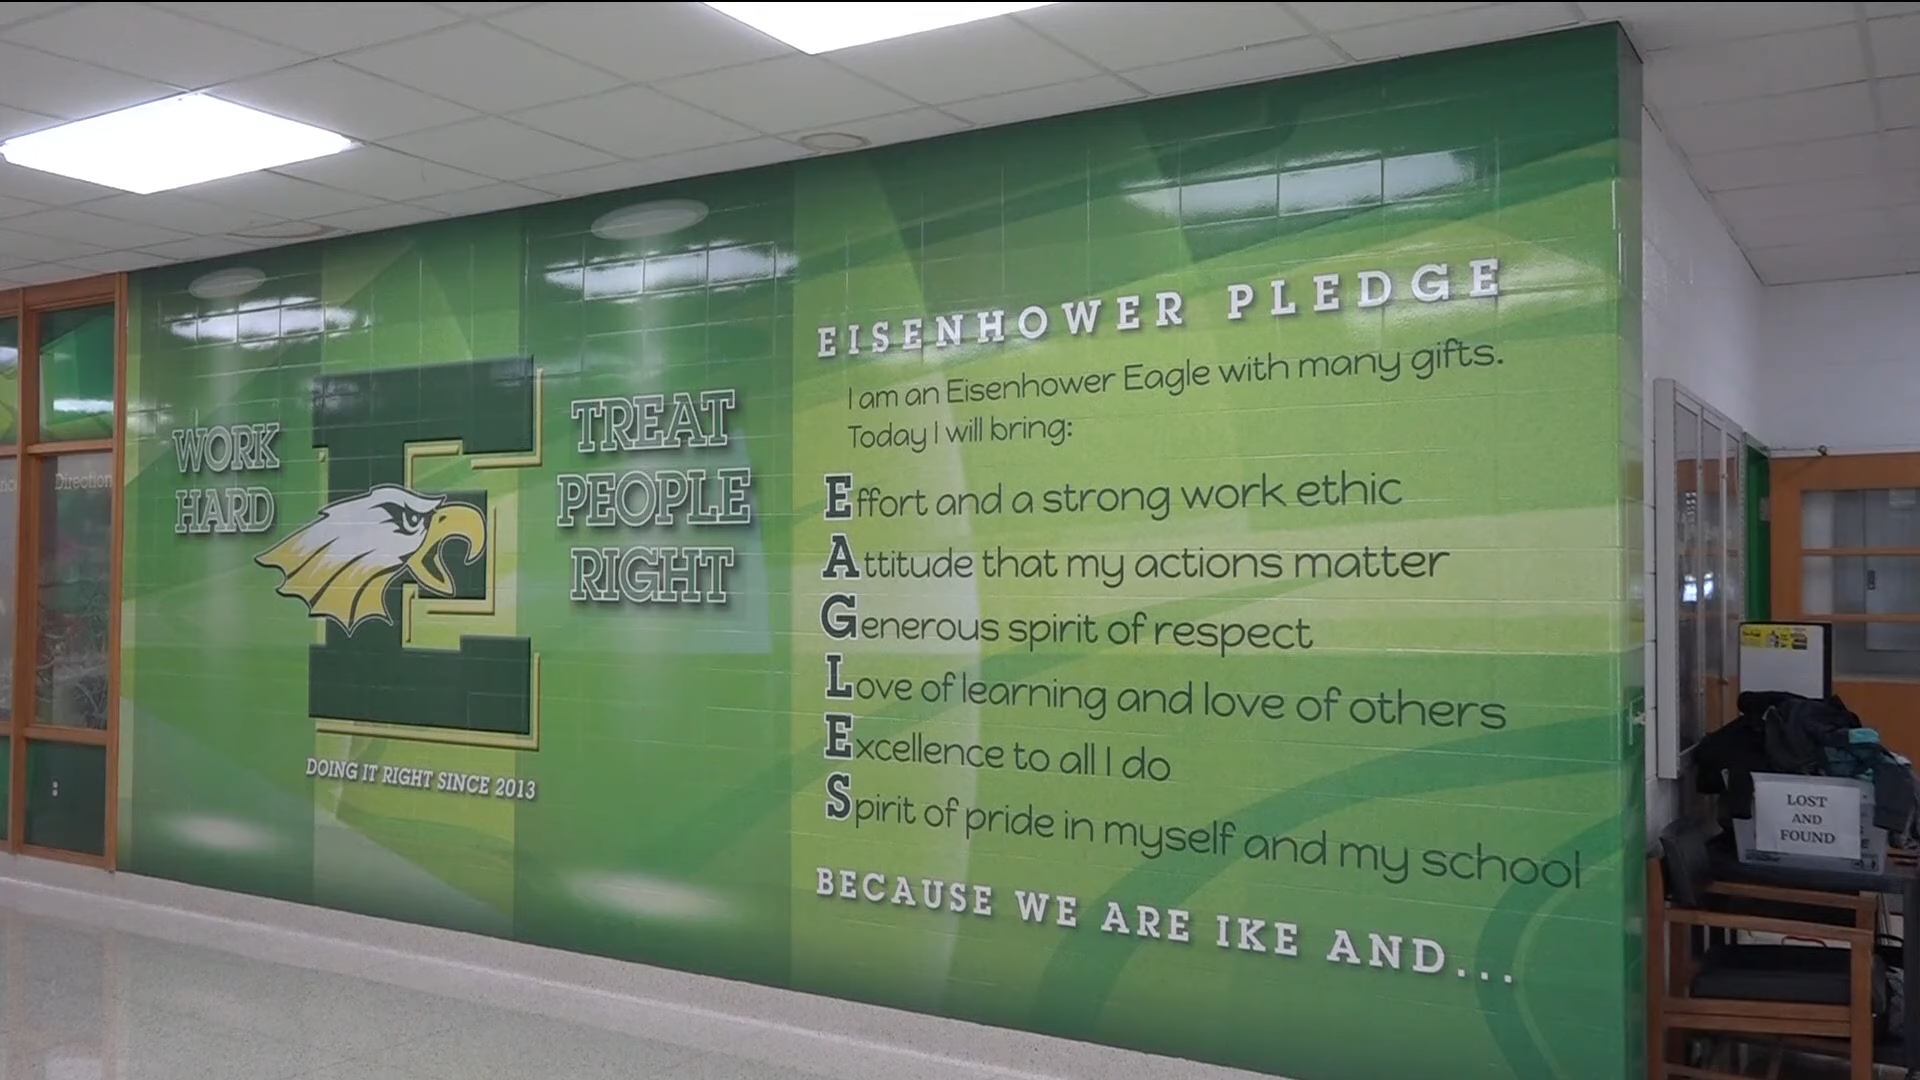 WORK
HARD
E
TREAT
PEOPLE
RIGHT
DOING IT RIGHT SINCE 2013
EISENHOWER PLEDGE
I am an Eisenhower Eagle with many gifts.
Today I will bring:
Effort and a strong work ethic
Attitude that my actions matter
Generous spirit of respect
Love of learning and love of others
Excellence to all I do
Spirit of pride in myself and my school
BECAUSE WE ARE IKE AND...
Direction
LOST
AND
FOUND